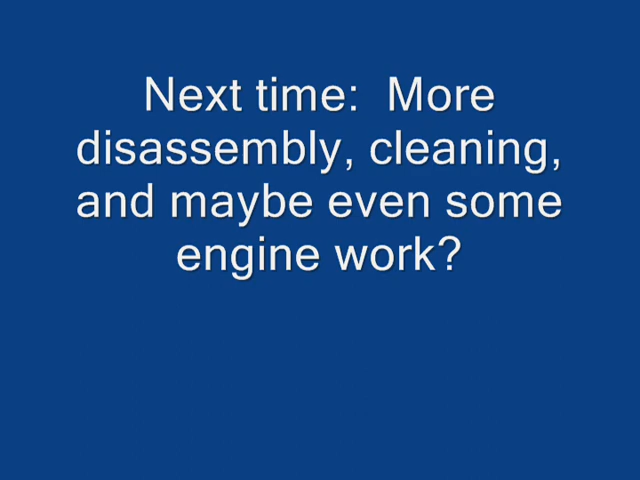 Next time:  More
disassembly, cleaning,
and maybe even some
engine work?